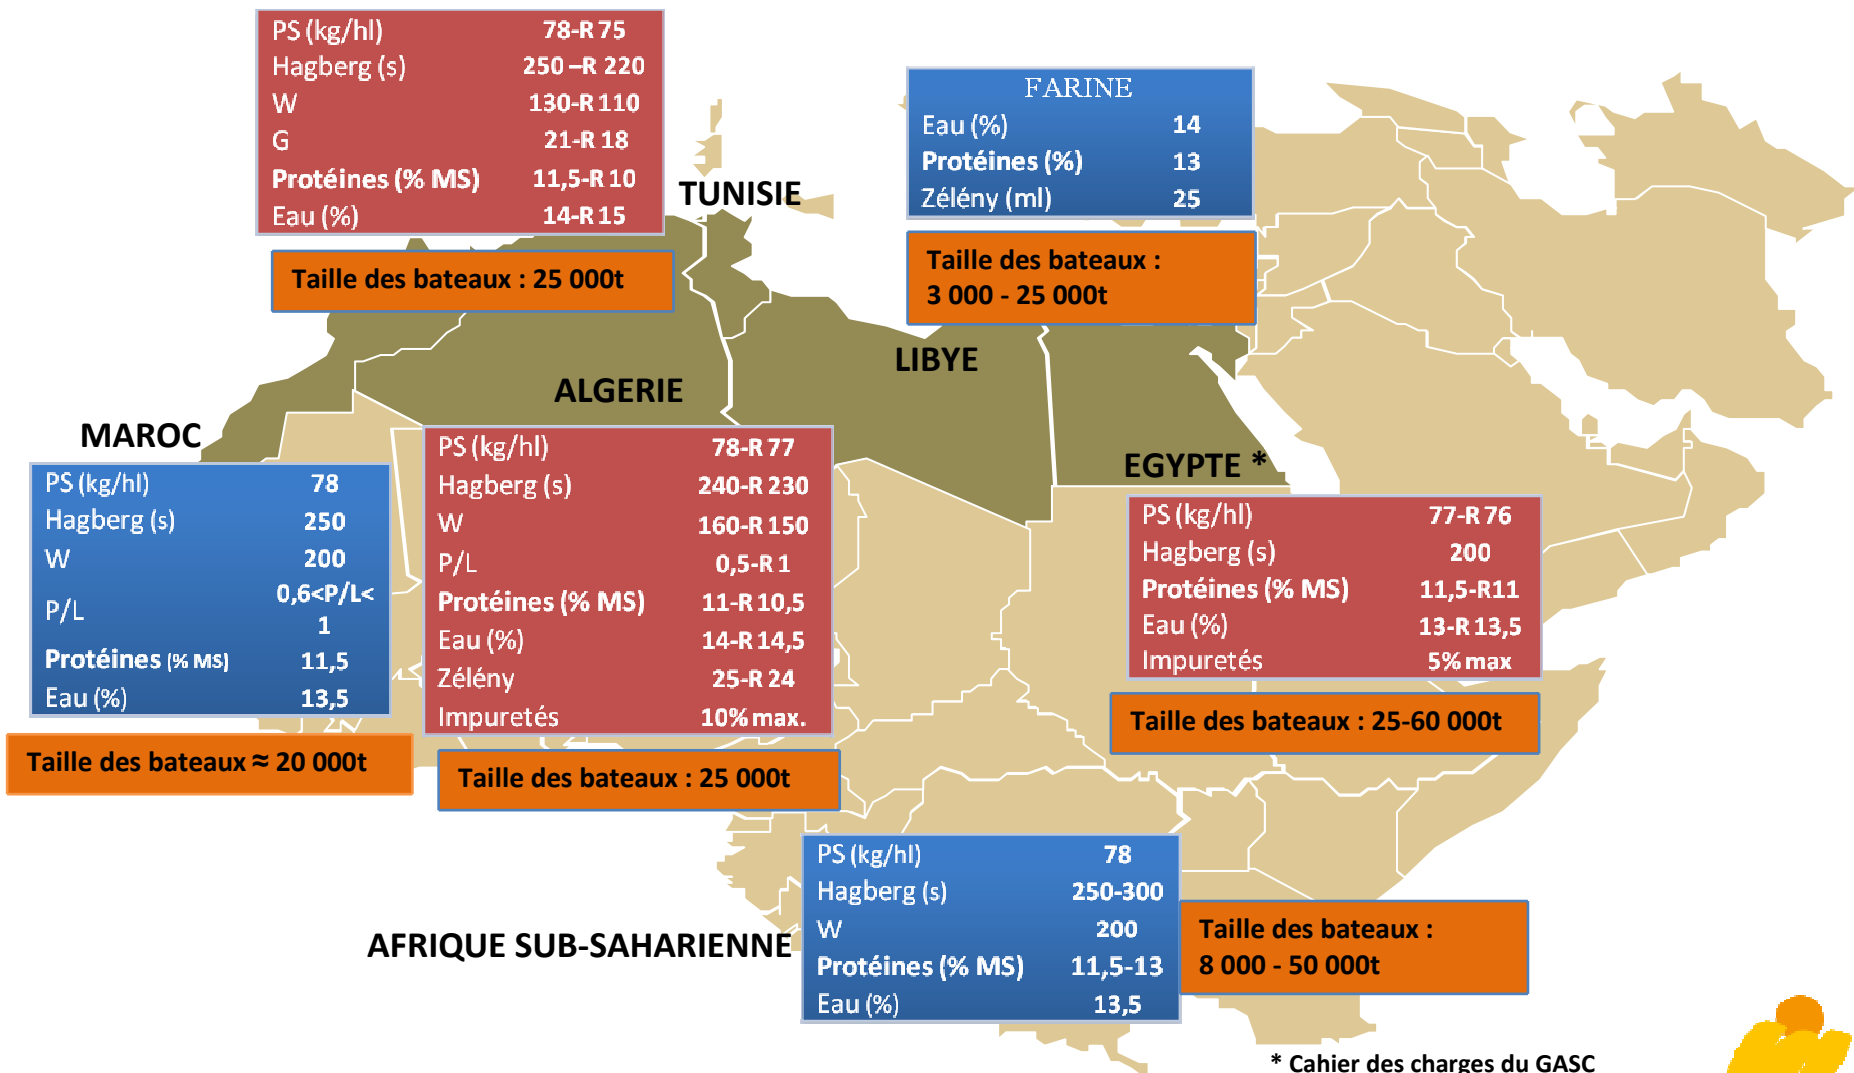 PS (kg/hl) 78-R 75
Hagberg (s) 250 –R 220
W 130-R 110
G 21-R 18
Protéines (% MS) 11,5-R 10
Eau (%) 14-R 15
Taille des bateaux : 25 000t
TUNISIE
FARINE
Eau (%) 14
Protéines (%) 13
Zélény (ml) 25
Taille des bateaux :
3 000 - 25 000t
LIBYE
ALGERIE
MAROC
PS (kg/hl) 78
Hagberg (s) 250
W 200
P/L 0,6<P/L<
1
Protéines (% MS) 11,5
Eau (%) 13,5
Taille des bateaux ≈ 20 000t
PS (kg/hl) 78-R 77
Hagberg (s) 240-R 230
W 160-R 150
P/L 0,5-R 1
Protéines (% MS) 11-R 10,5
Eau (%) 14-R 14,5
Zélény 25-R 24
Impuretés 10% max.
Taille des bateaux : 25 000t
EGYPTE *
PS (kg/hl) 77-R 76
Hagberg (s) 200
Protéines (% MS) 11,5-R11
Eau (%) 13-R 13,5
Impuretés 5% max
Taille des bateaux : 25-60 000t
AFRIQUE SUB-SAHARIENNE
PS (kg/hl) 78
Hagberg (s) 250-300
W 200
Protéines (% MS) 11,5-13
Eau (%) 13,5
Taille des bateaux :
8 000 - 50 000t
* Cahier des charges du GASC